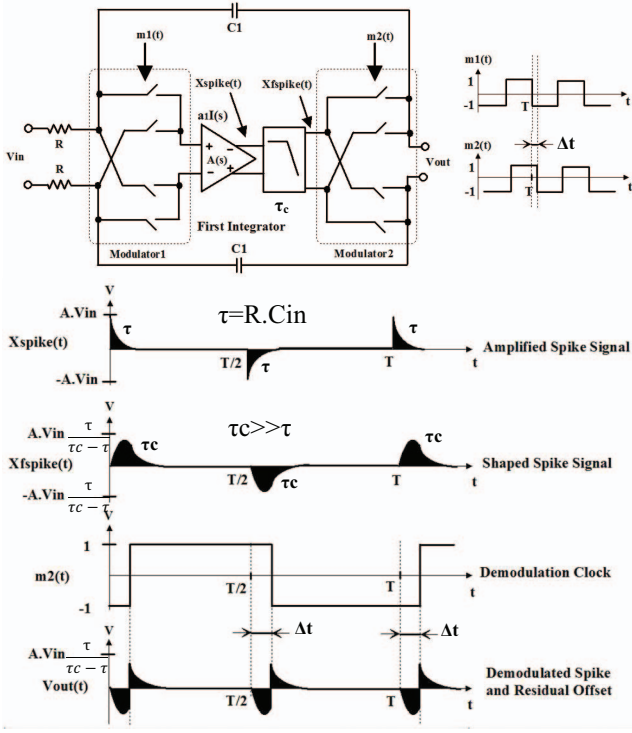 C1
m1(t)
m2(t)
Xspike(t)
Xfspike(t)
a1I(s)
A(s)
+
−
−
+
R
R
Vin
Vout
τc
First Integrator
Modulator1
Modulator2
C1
m1(t)
1
-1
T
t
Δt
m2(t)
1
-1
T
t
V
A.Vin
τ=R.Cin
Xspike(t)
τ
τ
τ
T/2
T
t
-A.Vin
Amplified Spike Signal
V
A.Vin τ/τc − τ
τc>>τ
Xfspike(t)
τc
τc
τc
T/2
T
t
-A.Vin τ/τc − τ
Shaped Spike Signal
V
1
m2(t)
-1
T/2
T
t
Demodulation Clock
Δt
Δt
V
A.Vin τ/τc − τ
Vout(t)
T/2
T
t
Demodulated Spike
and Residual Offset